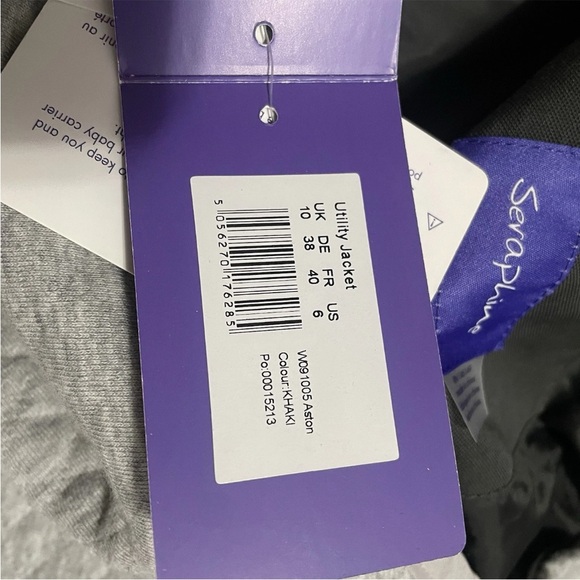 Utility Jacket
UK DE FR US
10 38 40 6
5 056270 176285
W091005 Aston
Colour:KHAKI
Po:00015213
Seraphine
keep you and
baby carrier